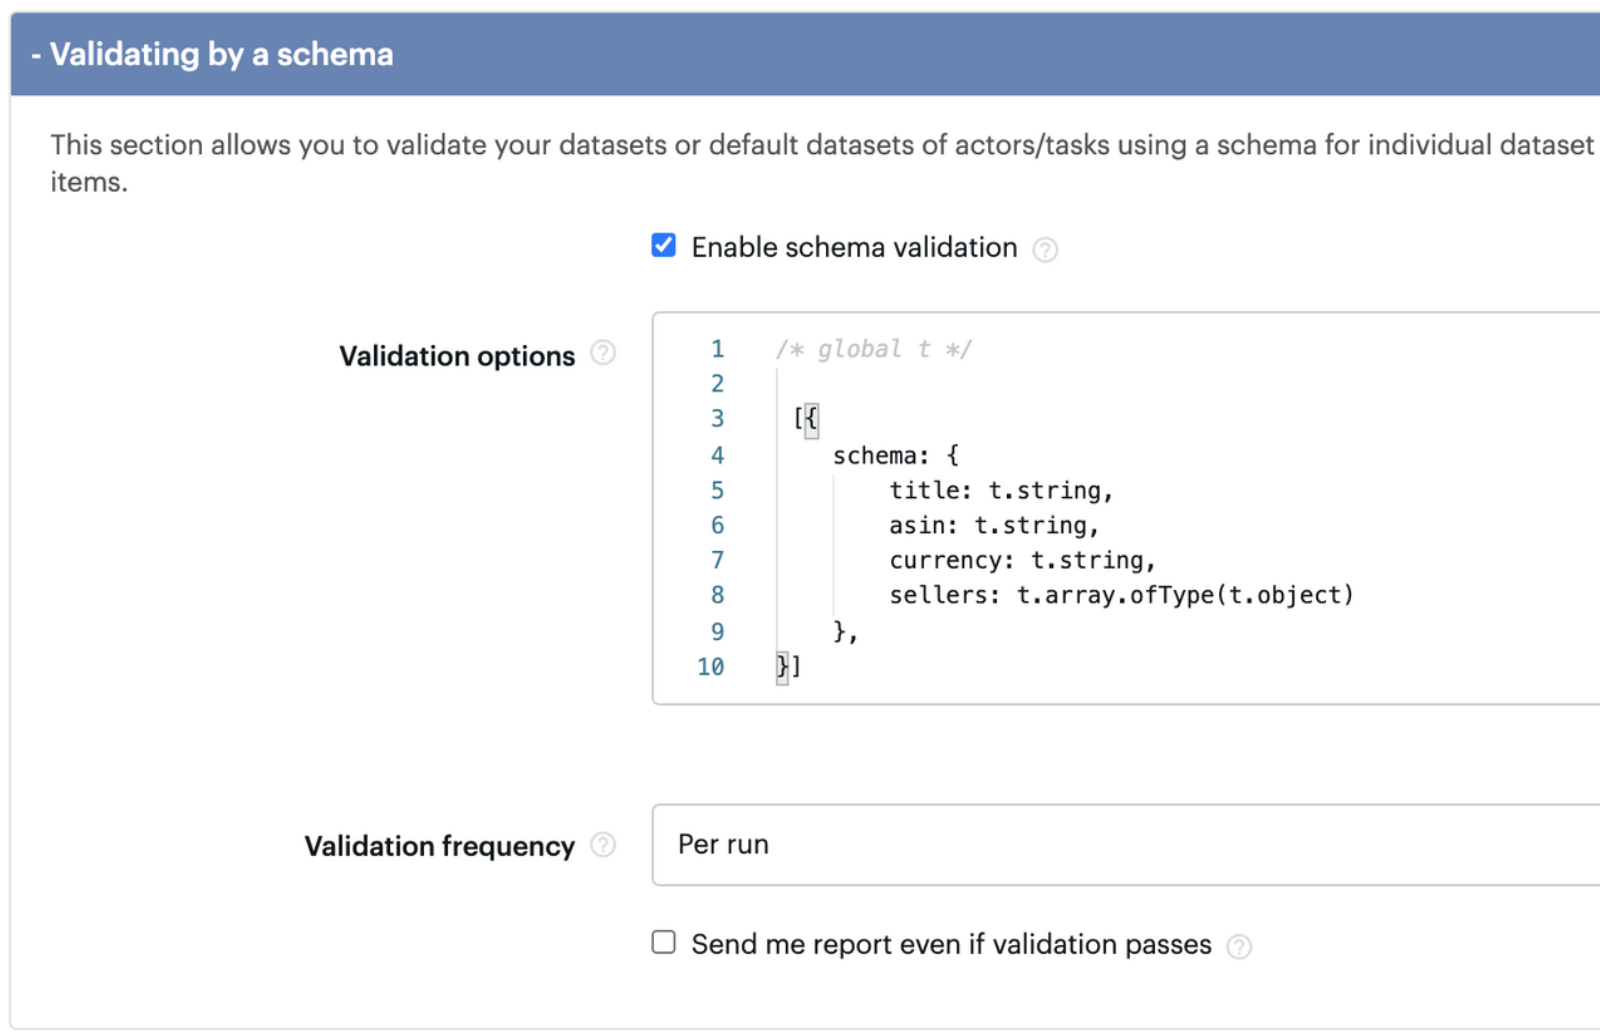 - Validating by a schema
This section allows you to validate your datasets or default datasets of actors/tasks using a schema for individual dataset
items.
Enable schema validation ?
Validation options ?
1 /* global t */
2
3 [{
4 schema: {
5 title: t.string,
6 asin: t.string,
7 currency: t.string,
8 sellers: t.array.ofType(t.object)
9 },
10 }]
Validation frequency ? Per run
Send me report even if validation passes ?